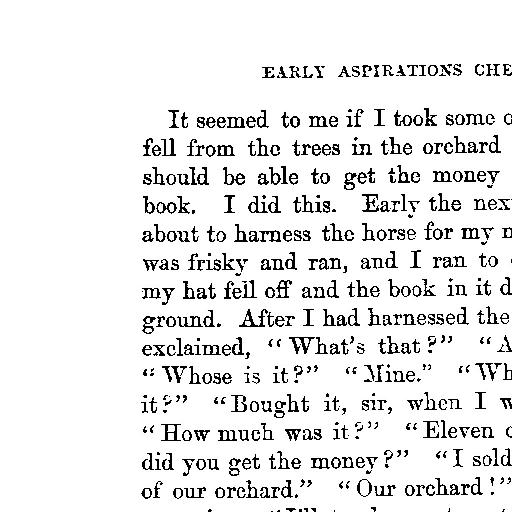 EARLY ASPIRATIONS CHE
It seemed to me if I took some
fell from the trees in the orchard
should be able to get the money
book. I did this. Early the nex
about to harness the horse for my
was frisky and ran, and I ran to
my hat fell off and the book in it d
ground. After I had harnessed the
exclaimed, “What's that?” “A
“Whose is it?” “Mine.” “Wh
it?” “Bought it, sir, when I w
“How much was it?” “Eleven c
did you get the money?” “I sold
of our orchard.” “Our orchard!”